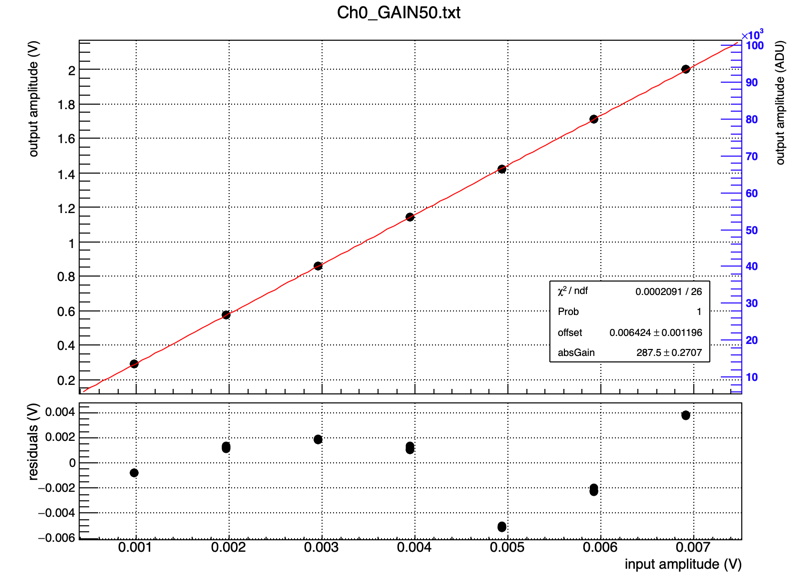 Ch0_GAIN50.txt
output amplitude (V)
2
1.8
1.6
1.4
1.2
1
0.8
0.6
0.4
0.2
×10³
100
90
80
70
60
50
40
30
20
10
output amplitude (ADU)
χ² / ndf 0.0002091 / 26
Prob 1
offset 0.006424 ± 0.001196
absGain 287.5 ± 0.2707
residuals (V)
0.004
0.002
0
−0.002
−0.004
−0.006
0.001 0.002 0.003 0.004 0.005 0.006 0.007
input amplitude (V)